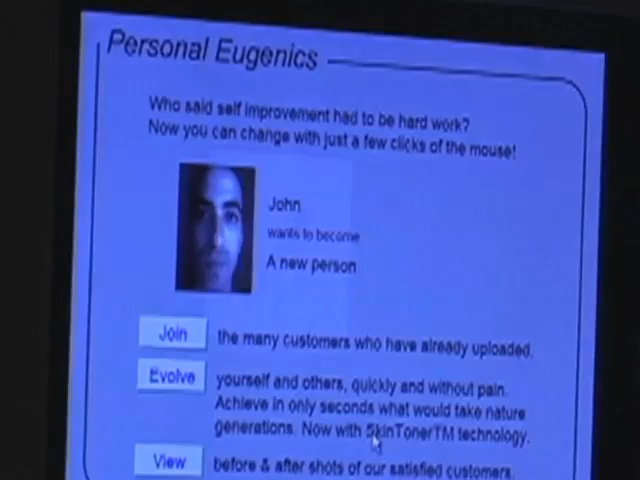 Personal Eugenics
Who said self improvement had to be hard work?
Now you can change with just a few clicks of the mouse!
John
wants to become
A new person
Join the many customers who have already uploaded.
Evolve yourself and others, quickly and without pain.
Achieve in only seconds what would take nature
generations. Now with SkinTonerTM technology.
View before & after shots of our satisfied customers.